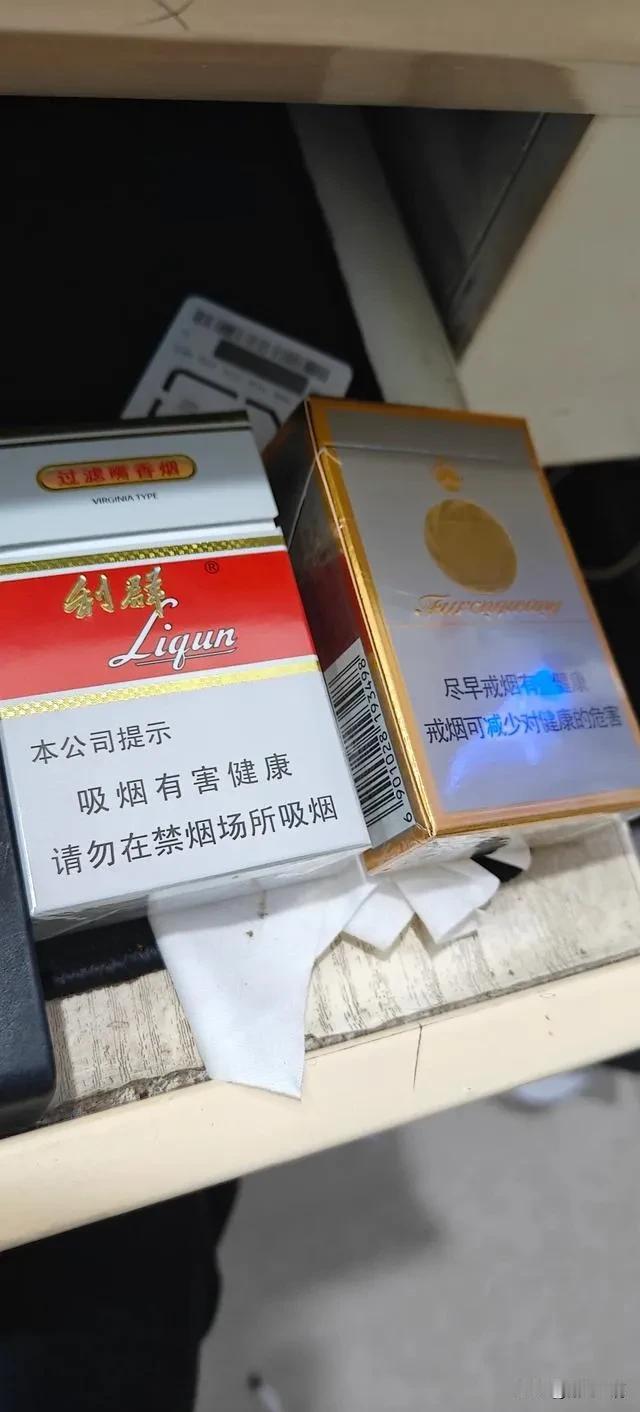 过滤嘴香烟
VIRGINIA TYPE
利群®
Liqun
本公司提示
吸烟有害健康
请勿在禁烟场所吸烟
Furongwang
尽早戒烟有健康
戒烟可减少对健康的危害
6901028193498